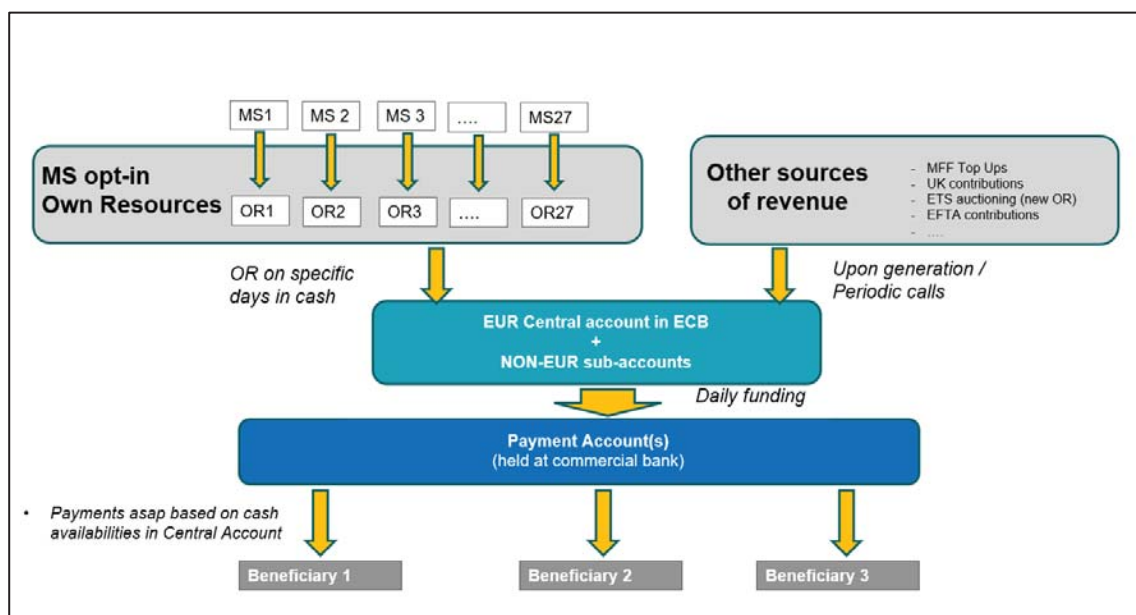 MS1 MS 2 MS 3 .... MS27
MS opt-in
Own Resources
OR1 OR2 OR3 .... OR27
Other sources
of revenue
- MFF Top Ups
- UK contributions
- ETS auctioning (new OR)
- EFTA contributions
- ....
OR on specific
days in cash
Upon generation /
Periodic calls
EUR Central account in ECB
+
NON-EUR sub-accounts
Daily funding
Payment Account(s)
(held at commercial bank)
• Payments asap based on cash
availabilities in Central Account
Beneficiary 1 Beneficiary 2 Beneficiary 3